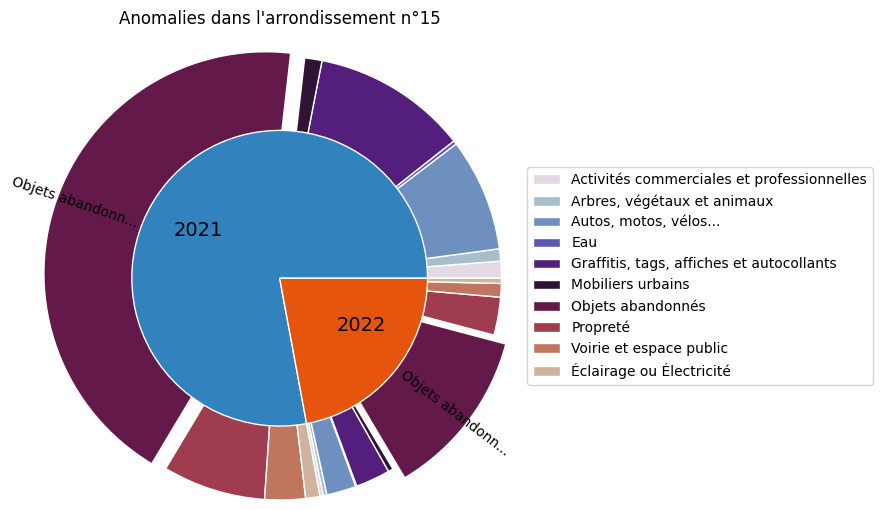 Anomalies dans l'arrondissement n°15
Objets abandonn...
2021
2022
Objets abandonn...
Activités commerciales et professionnelles
Arbres, végétaux et animaux
Autos, motos, vélos...
Eau
Graffitis, tags, affiches et autocollants
Mobiliers urbains
Objets abandonnés
Propreté
Voirie et espace public
Éclairage ou Électricité